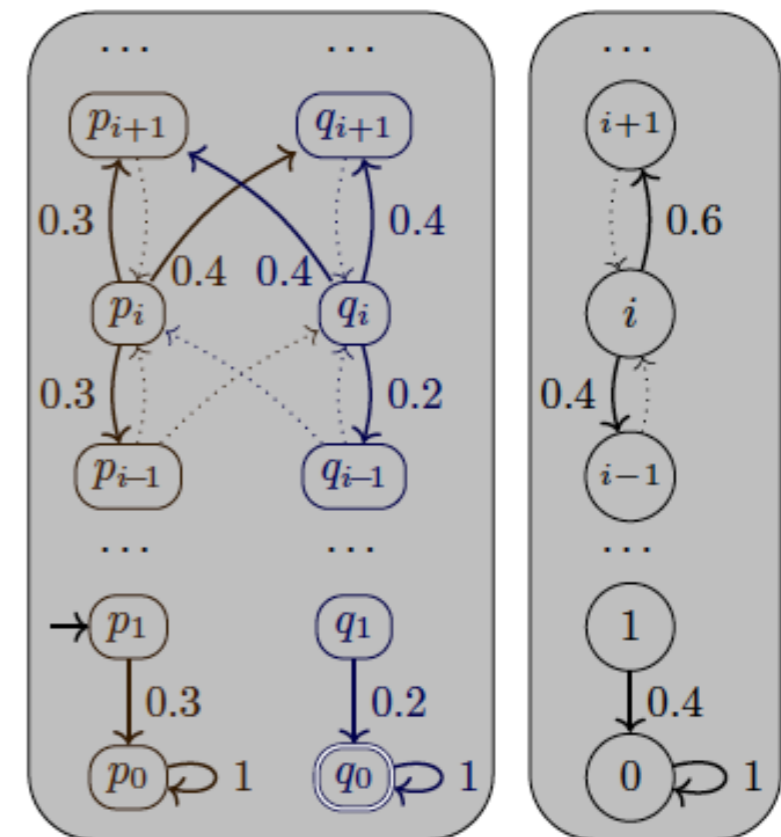 ... ... ...
p_{i+1} q_{i+1} i+1
0.3 0.4 0.6
0.4 0.4
p_i q_i i
0.3 0.2 0.4
p_{i−1} q_{i−1} i−1
... ... ...
p_1 q_1 1
0.3 0.2 0.4
p_0 1 q_0 1 0 1